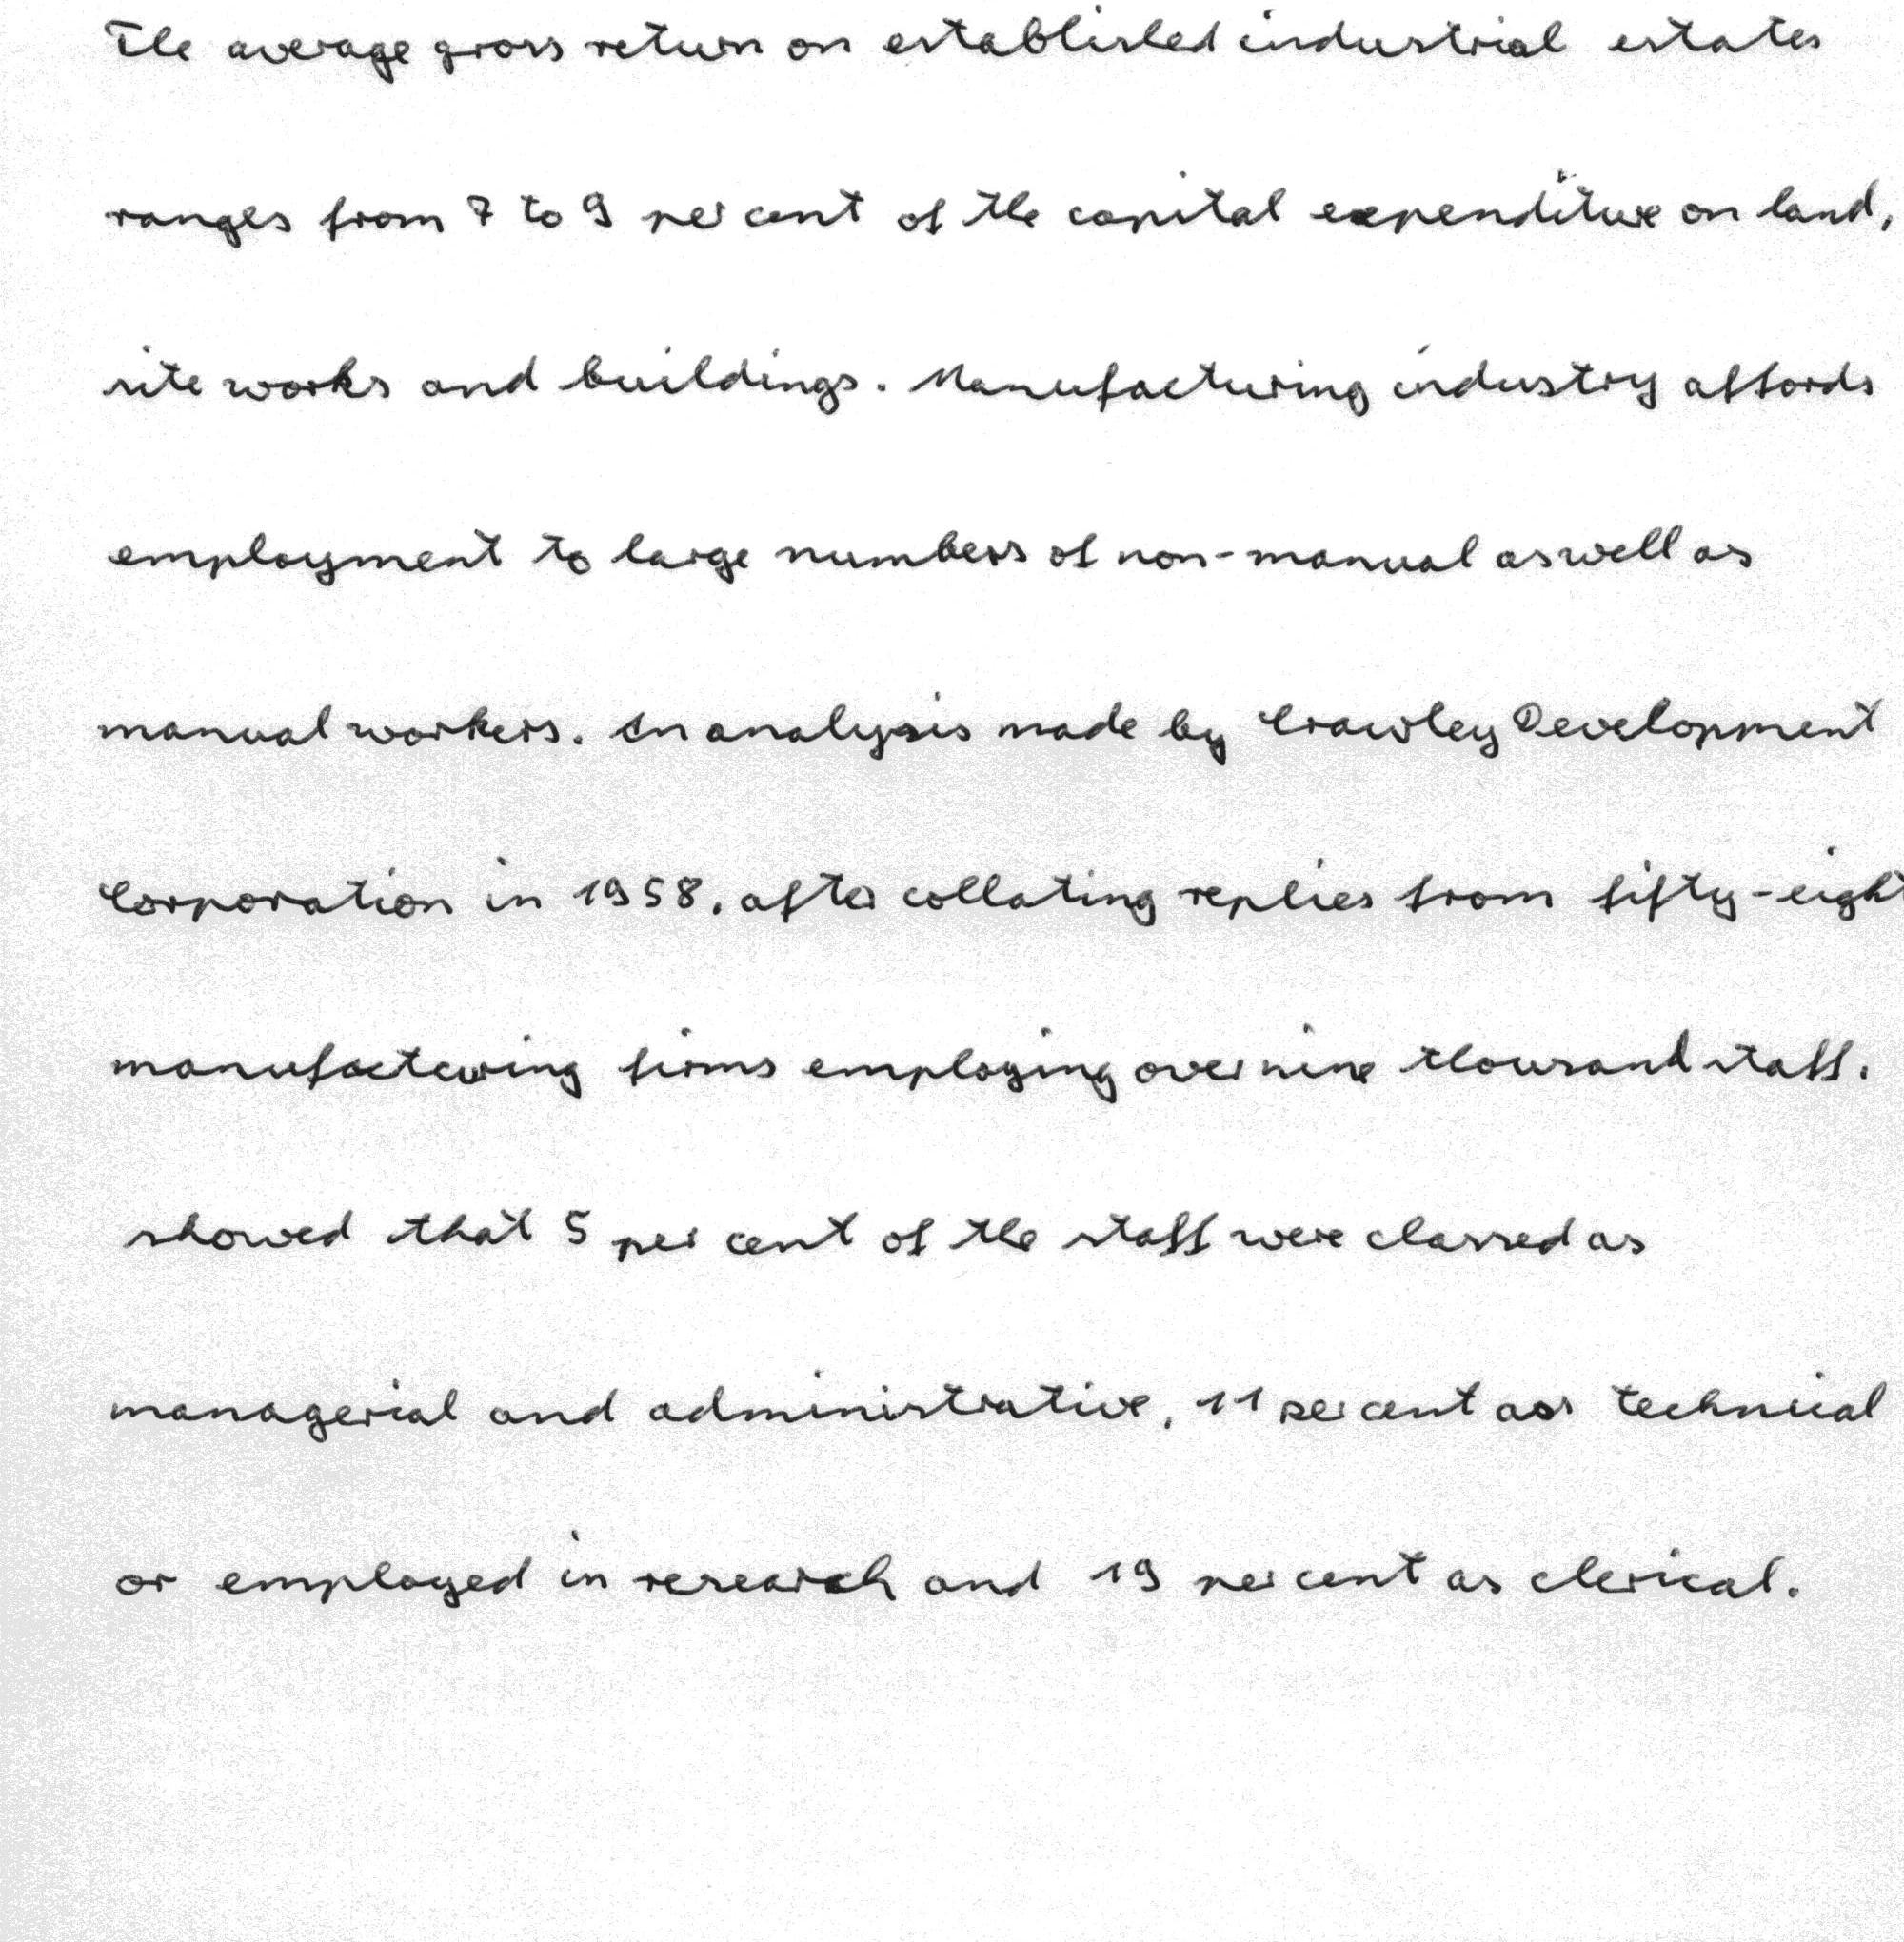 The average gross return on established industrial estates
ranges from 7 to 9 per cent of the capital expenditure on land,
site works and buildings. Manufacturing industry affords
employment to large numbers of non-manual as well as
manual workers. An analysis made by Crawley Development
Corporation in 1958, after collating replies from fifty-eight
manufacturing firms employing over nine thousand staff.
showed that 5 per cent of the staff were classed as
managerial and administrative, 11 per cent as technical
or employed in research and 19 per cent as clerical.